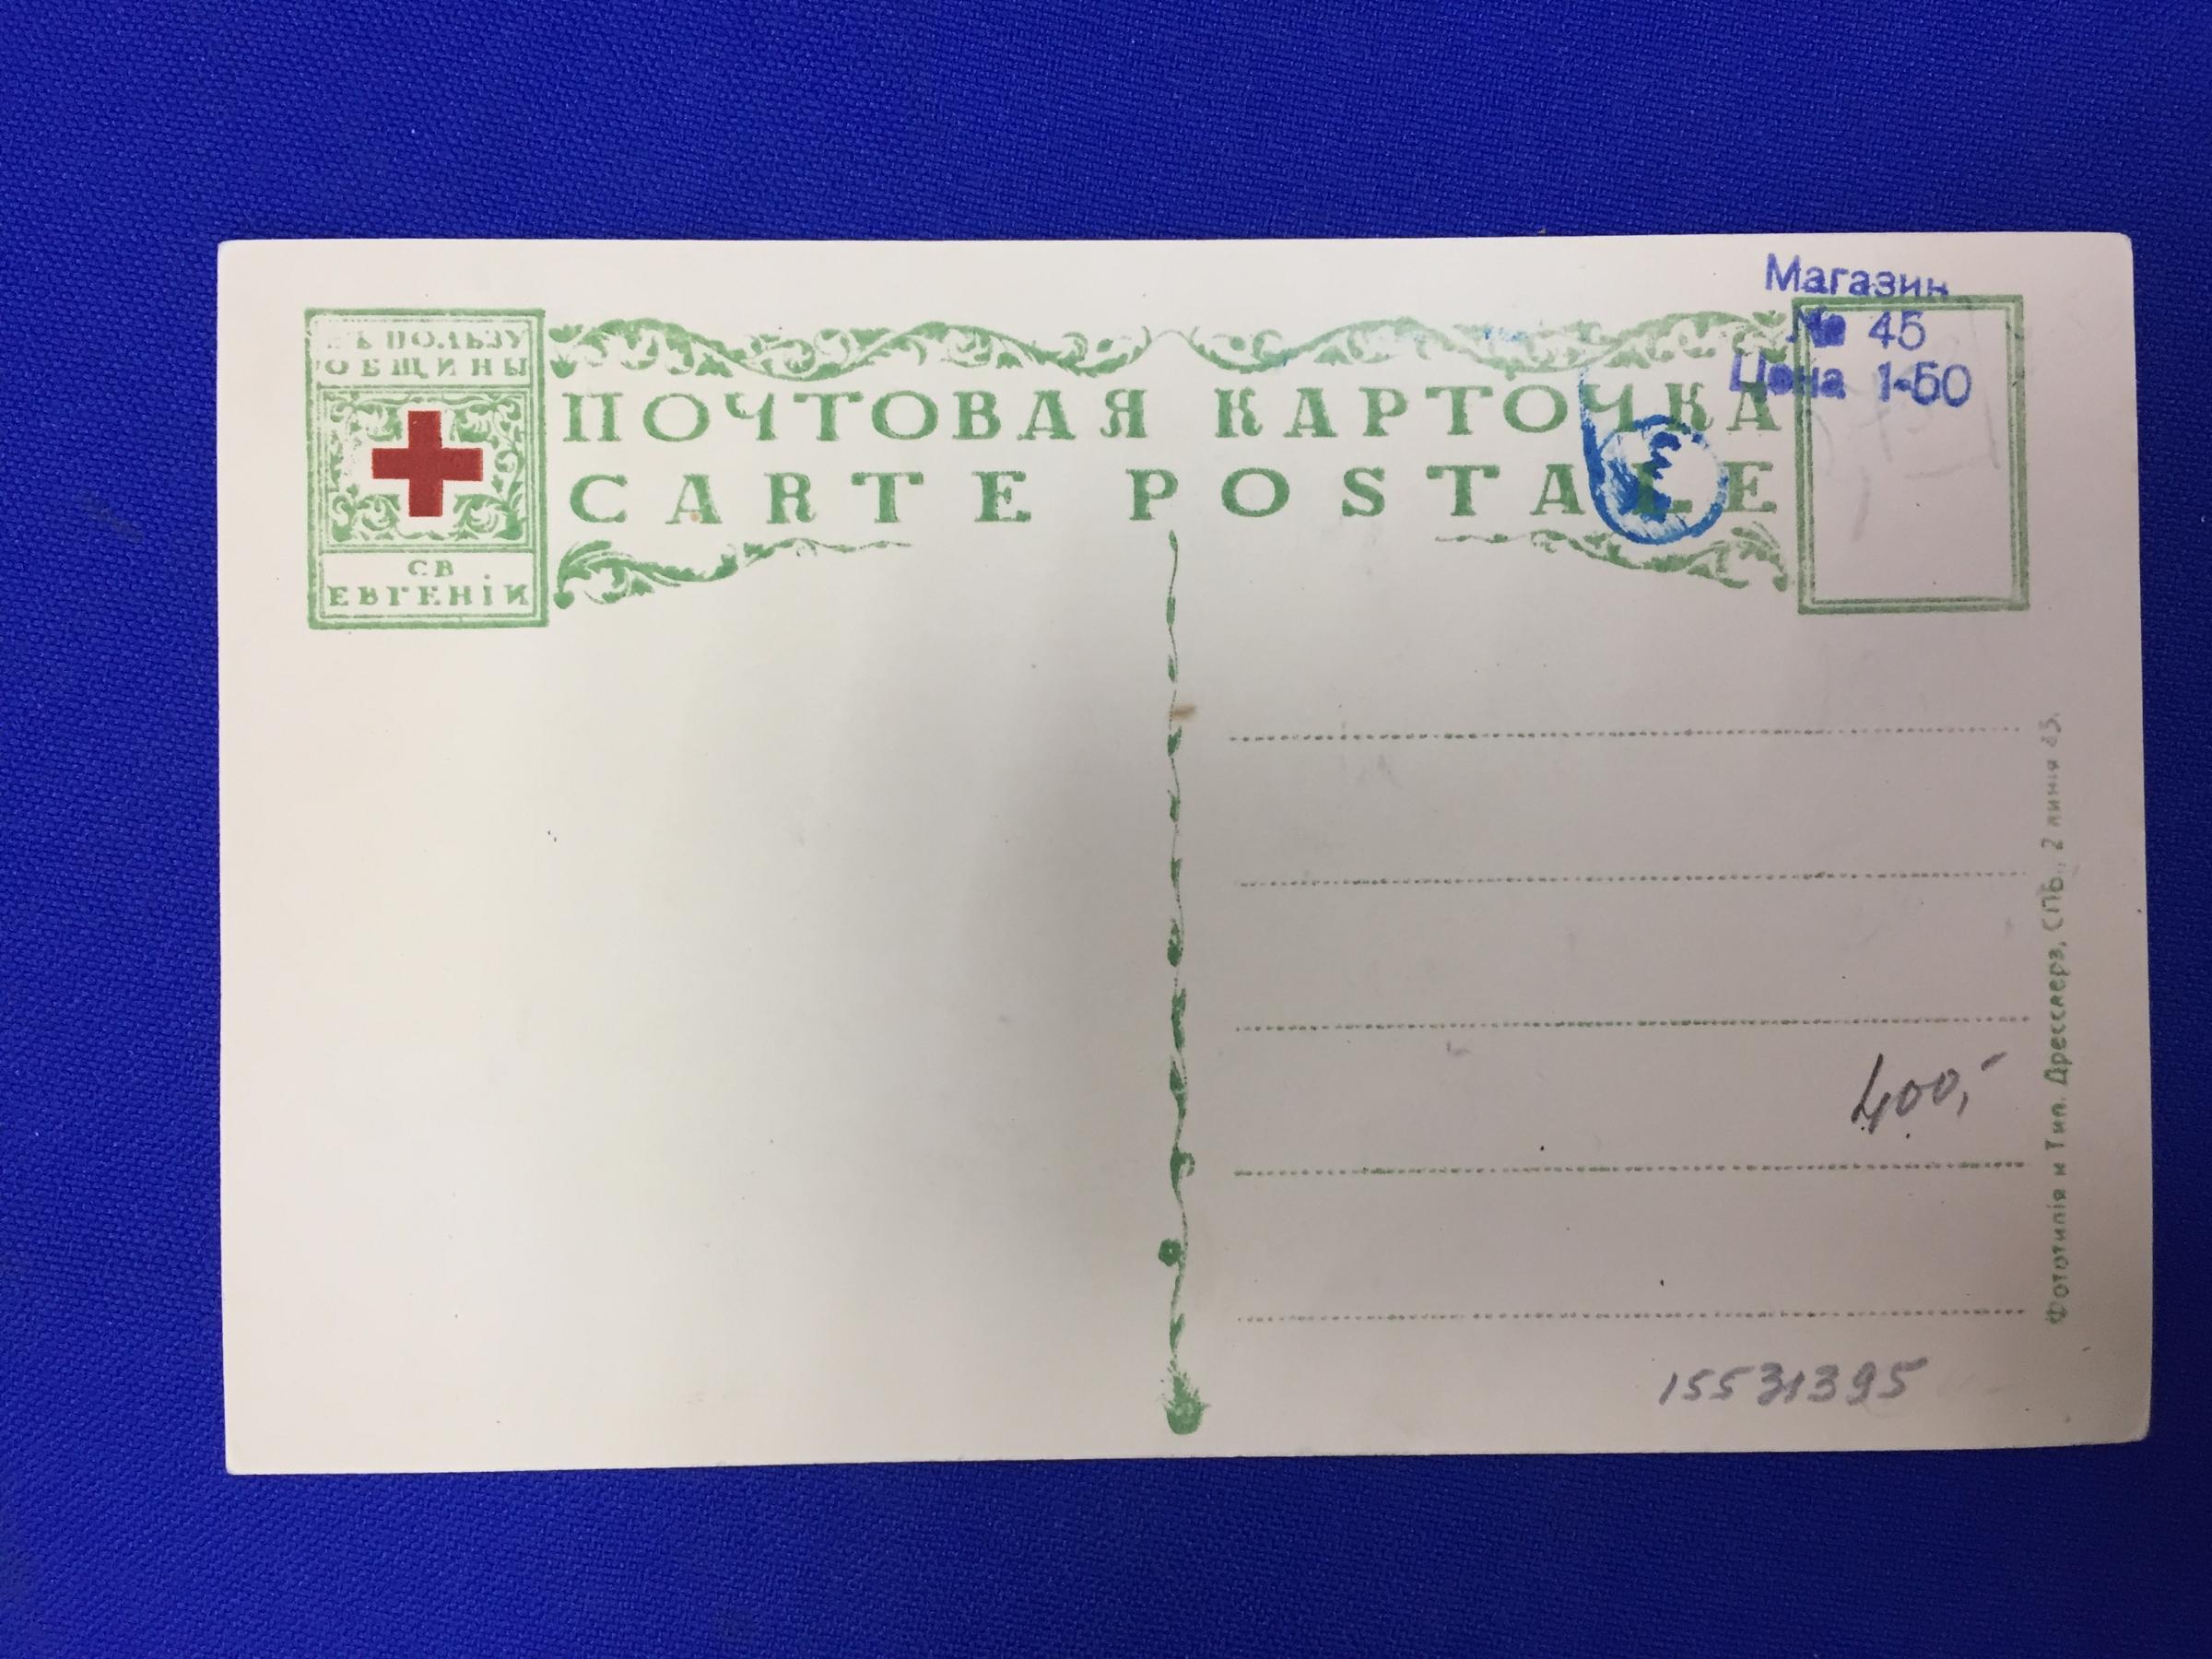 ВЪ ПОЛЬЗУ
ОБЩИНЫ
СВ
ЕВГЕНІИ
ПОЧТОВАЯ КАРТОЧКА
CARTE POSTALE
Магазин
№ 45
Цена 1-50
Фототипія и Тип. Дресслеръ, СПб., 2 линия 43.
400,-
15531395